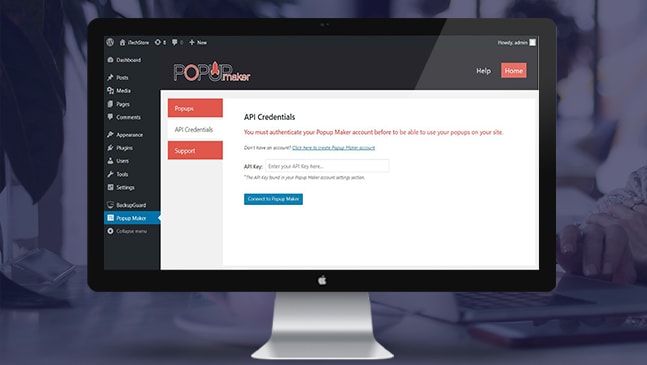 iTechStore 8 0 + New
Howdy, admin
Dashboard
Posts
Media
Pages
Comments
Appearance
Plugins
Users
Tools
Settings
BackupGuard
Popup Maker
Collapse menu
POPUP maker
Help
Home
Popups
API Credentials
Support
API Credentials
You must authenticate your Popup Maker account before to be able to use your popups on your site.
Don't have an account? Click here to create Popup Maker account
API Key: Enter your API Key here...
*The API Key found in your Popup Maker account settings section.
Connect to Popup Maker